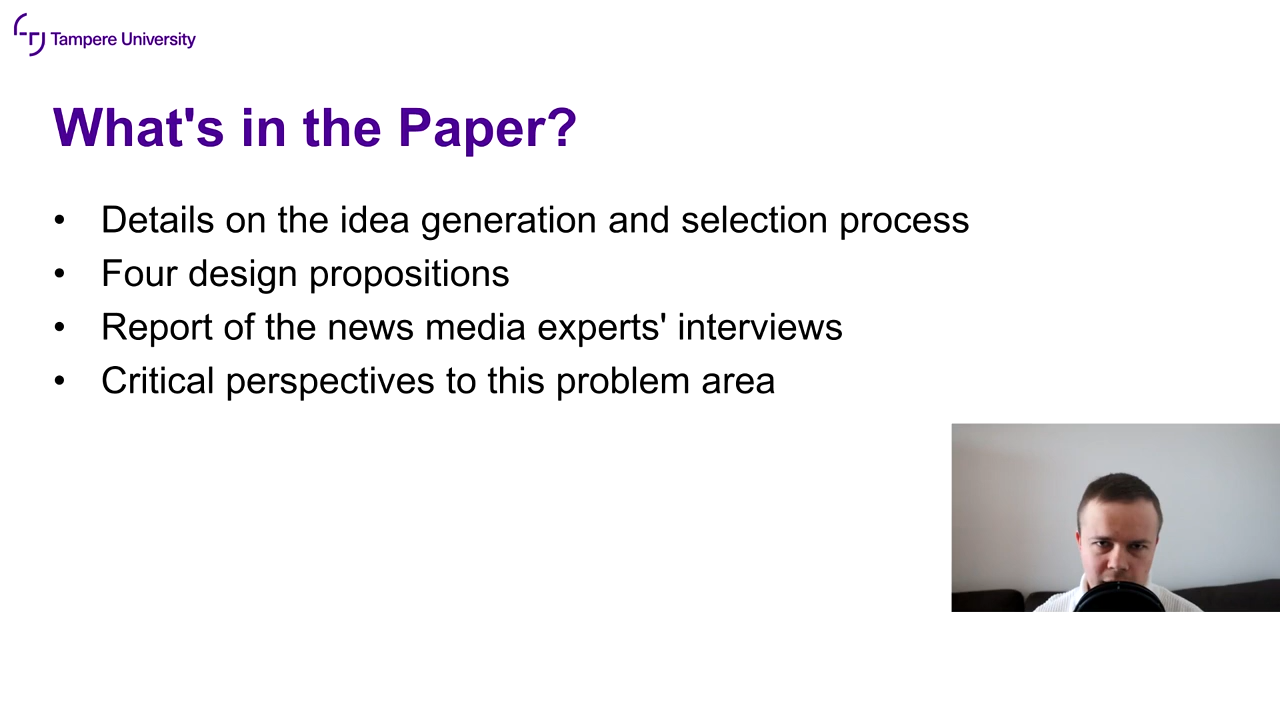 Tampere University
What's in the Paper?
• Details on the idea generation and selection process
• Four design propositions
• Report of the news media experts' interviews
• Critical perspectives to this problem area